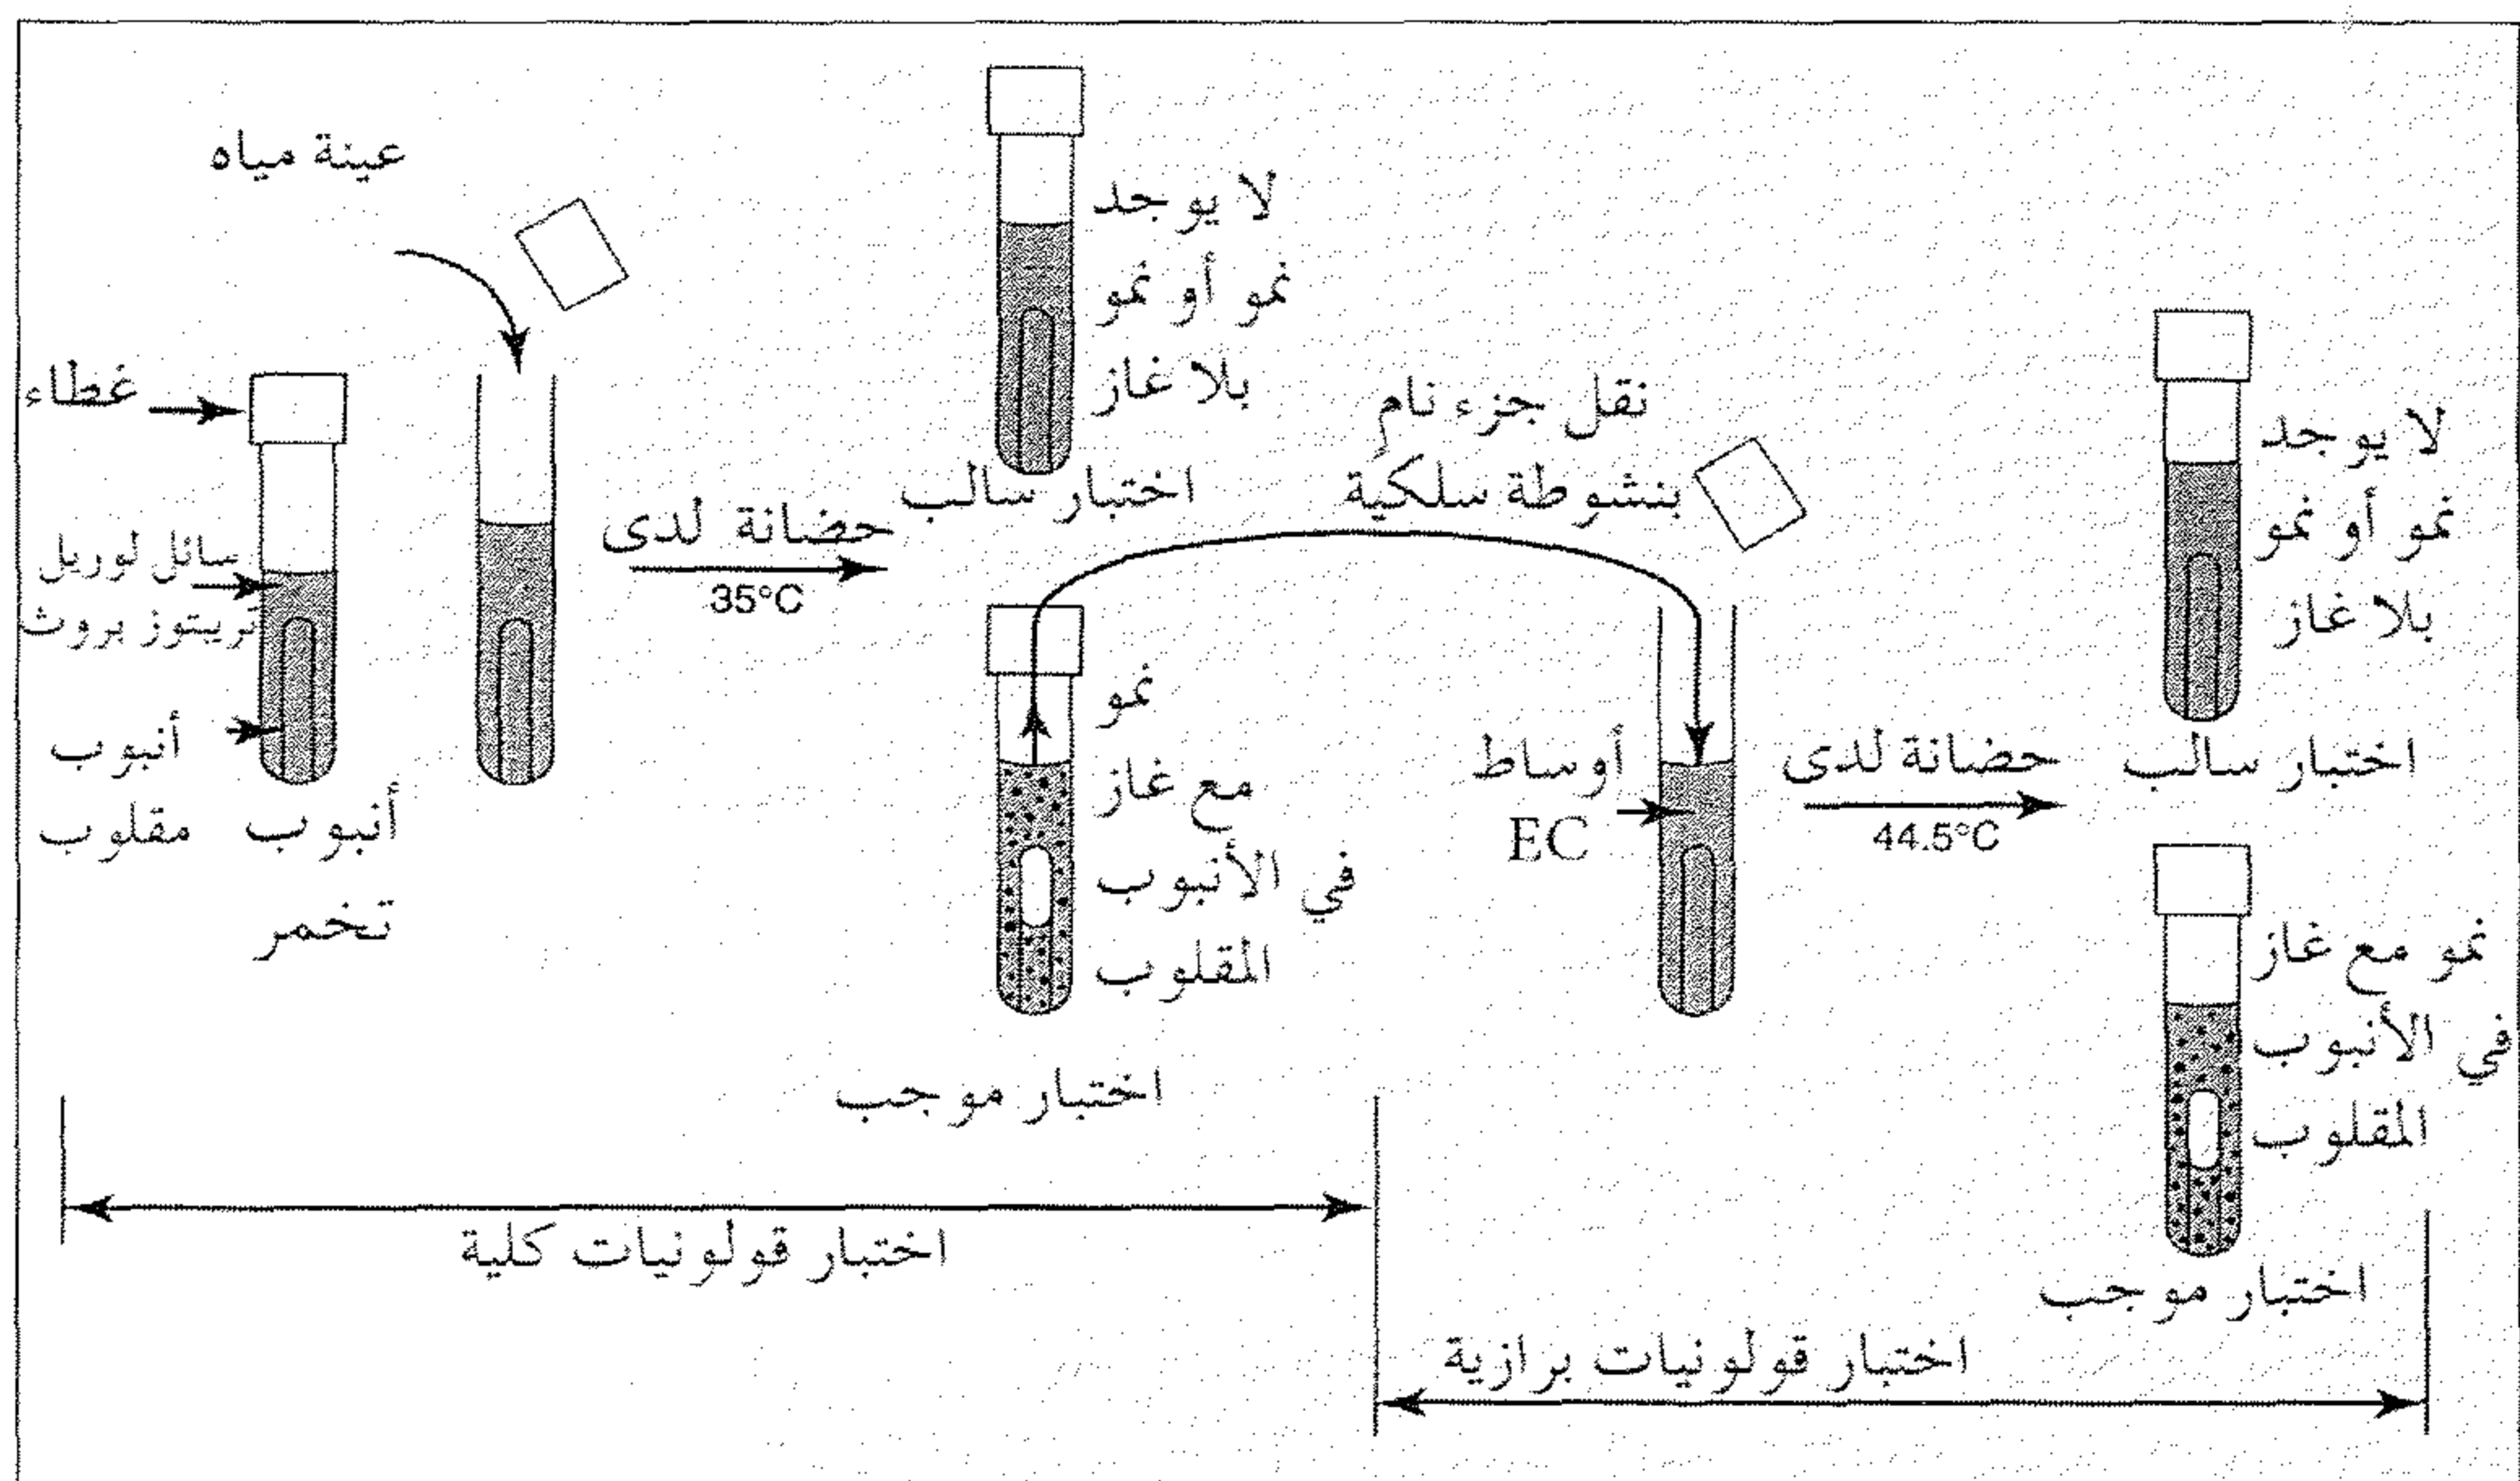 عينة مياه
غطاء
سائل لوريل
تريبتوز بروث
أنبوب
مقلوب
أنبوب
تخمر
حضانة لدى
35°C
لا يوجد
نمو أو نمو
بلا غاز
اختبار سالب
نمو
مع غاز
في الأنبوب
المقلوب
اختبار موجب
نقل جزء نامٍ
بنشوطة سلكية
أوساط
EC
حضانة لدى
44.5°C
لا يوجد
نمو أو نمو
بلا غاز
اختبار سالب
نمو مع غاز
في الأنبوب
المقلوب
اختبار موجب
اختبار قولونيات كلية
اختبار قولونيات برازية